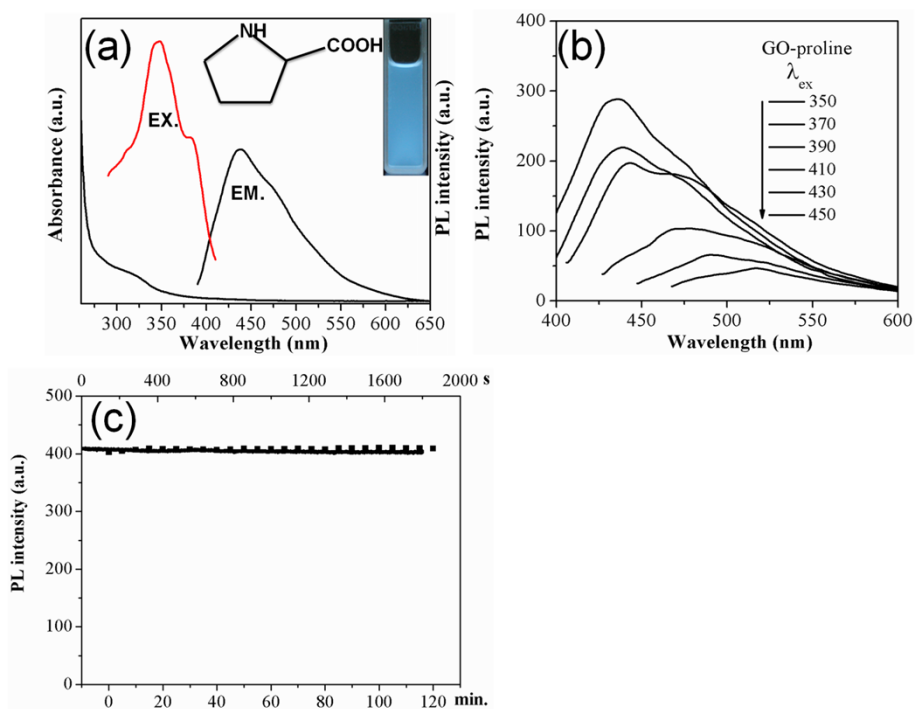 (a)
NH
COOH
EX.
EM.
Absorbance (a.u.)
PL intensity (a.u.)
300 350 400 450 500 550 600 650
Wavelength (nm)
(b)
GO-proline
λex
350
370
390
410
430
450
PL intensity (a.u.)
400
300
200
100
0
400 450 500 550 600
Wavelength (nm)
(c)
0 400 800 1200 1600 2000 s
PL intensity (a.u.)
500
400
300
200
100
0
0 20 40 60 80 100 120 min.